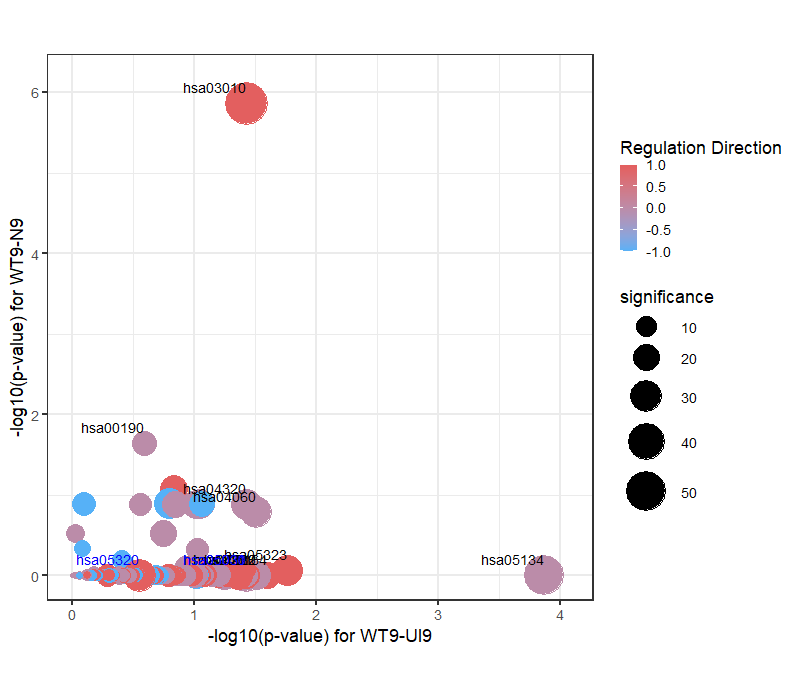 hsa03010
hsa00190
hsa04320
hsa04060
hsa05323
hsa05320
hsa05134
6
4
2
0
0
1
2
3
4
-log10(p-value) for WT9-UI9
-log10(p-value) for WT9-N9
Regulation Direction
1.0
0.5
0.0
-0.5
-1.0
significance
10
20
30
40
50